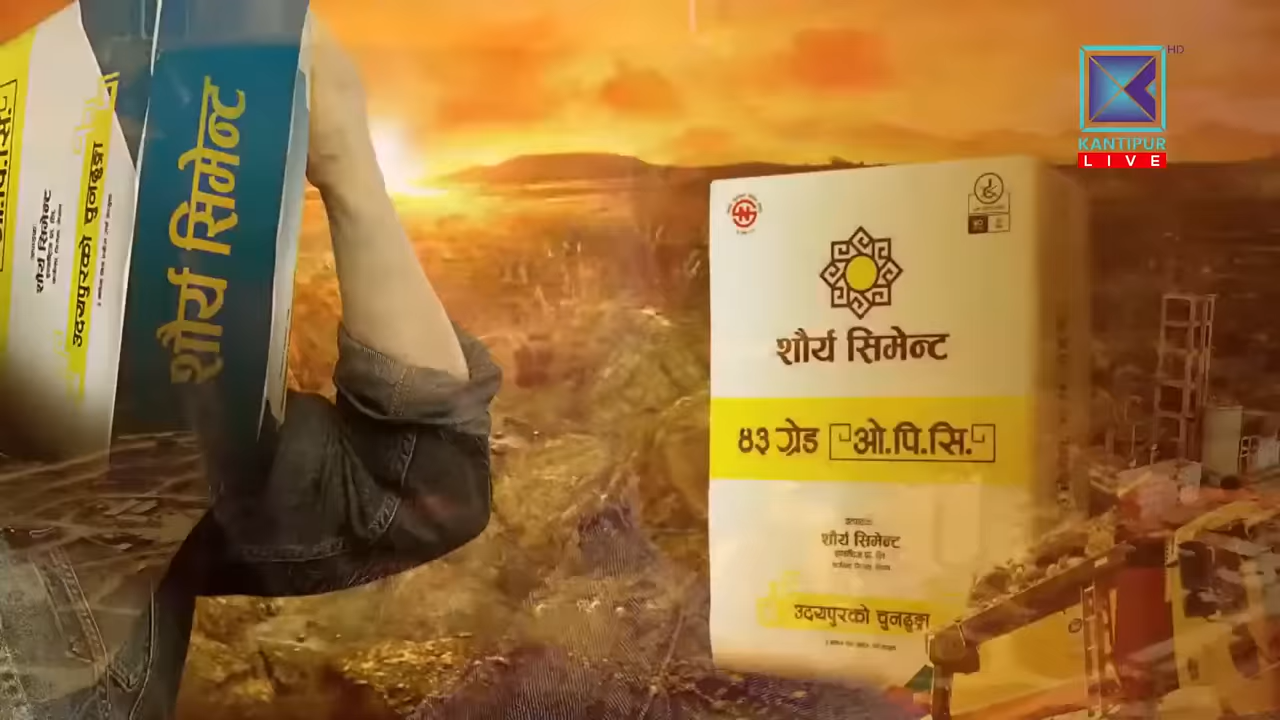 ओ.पि.सि.
शौर्य सिमेन्ट
उदयपुरको चुनढुङ्गा
शौर्य सिमेन्ट
HD
KANTIPUR
LIVE
शौर्य सिमेन्ट
४३ ग्रेड ओ.पि.सि.
शौर्य सिमेन्ट
उदयपुरको चुनढुङ्गा